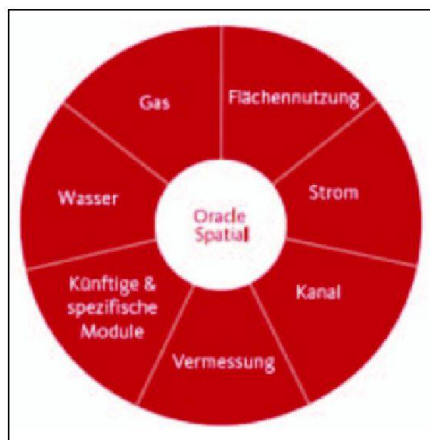 Gas
Flächennutzung
Wasser
Strom
Oracle
Spatial
Künftige &
spezifische
Module
Kanal
Vermessung